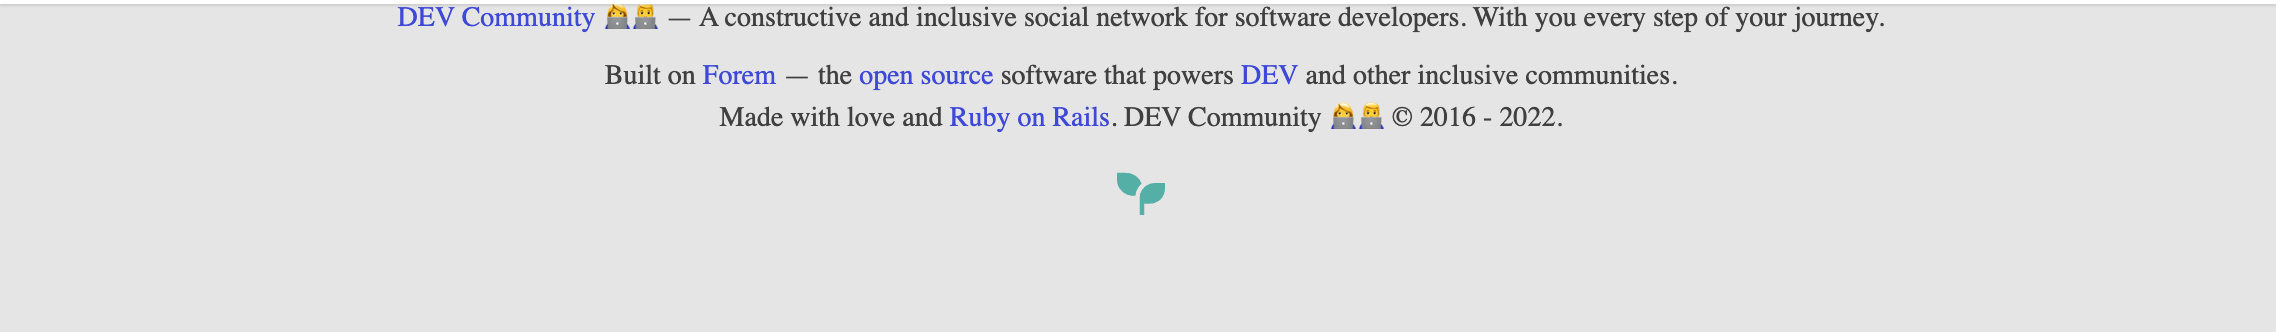 DEV Community 👩‍💻👨‍💻 — A constructive and inclusive social network for software developers. With you every step of your journey.
Built on Forem — the open source software that powers DEV and other inclusive communities.
Made with love and Ruby on Rails. DEV Community 👩‍💻👨‍💻 © 2016 - 2022.